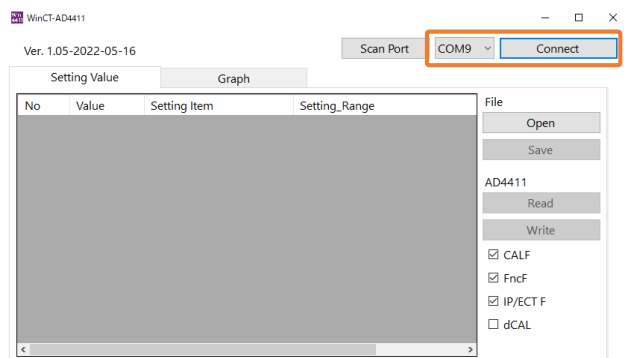 WinCT-AD4411
Ver. 1.05-2022-05-16
Scan Port
COM9
Connect
Setting Value
Graph
No Value Setting Item Setting_Range
File
Open
Save
AD4411
Read
Write
CALF
FncF
IP/ECT F
dCAL